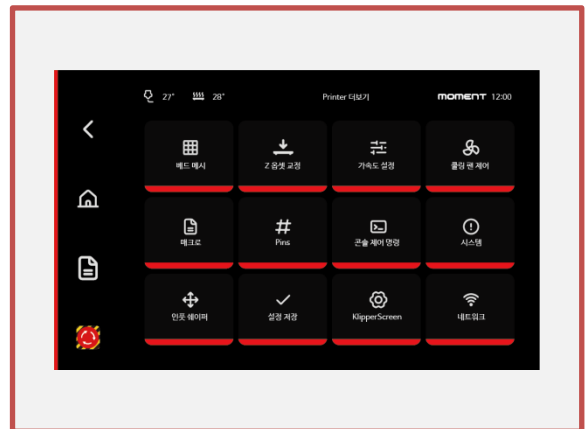 27° 28° Printer 더보기 moment 12:00
베드 메시 Z 옵셋 교정 가속도 설정 쿨링 팬 제어
매크로 Pins 콘솔 제어 명령 시스템
인풋 쉐이퍼 설정 저장 KlipperScreen 네트워크